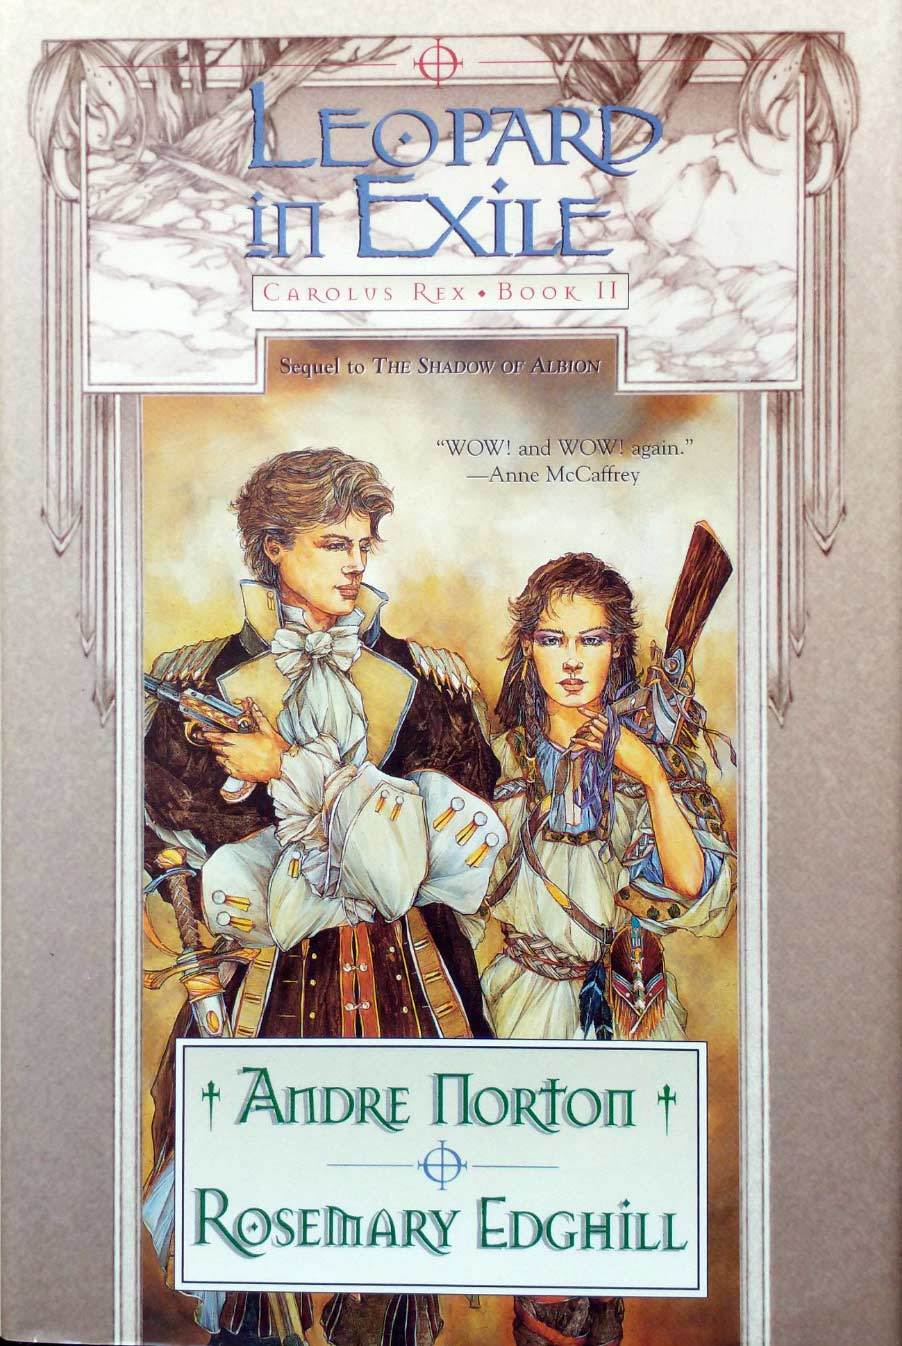 LEOPARD
in EXILE
CAROLUS REX • BOOK II
Sequel to THE SHADOW OF ALBION
“WOW! and WOW! again.”
—Anne McCaffrey
ANDRE NORTON
ROSEMARY EDGHILL